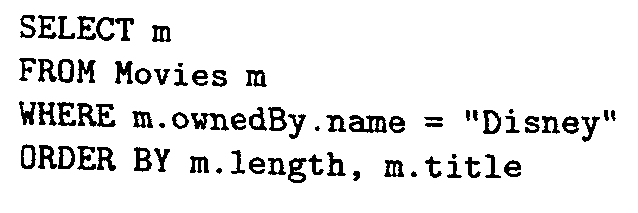 SELECT m
FROM Movies m
WHERE m.ownedBy.name = "Disney"
ORDER BY m.length, m.title